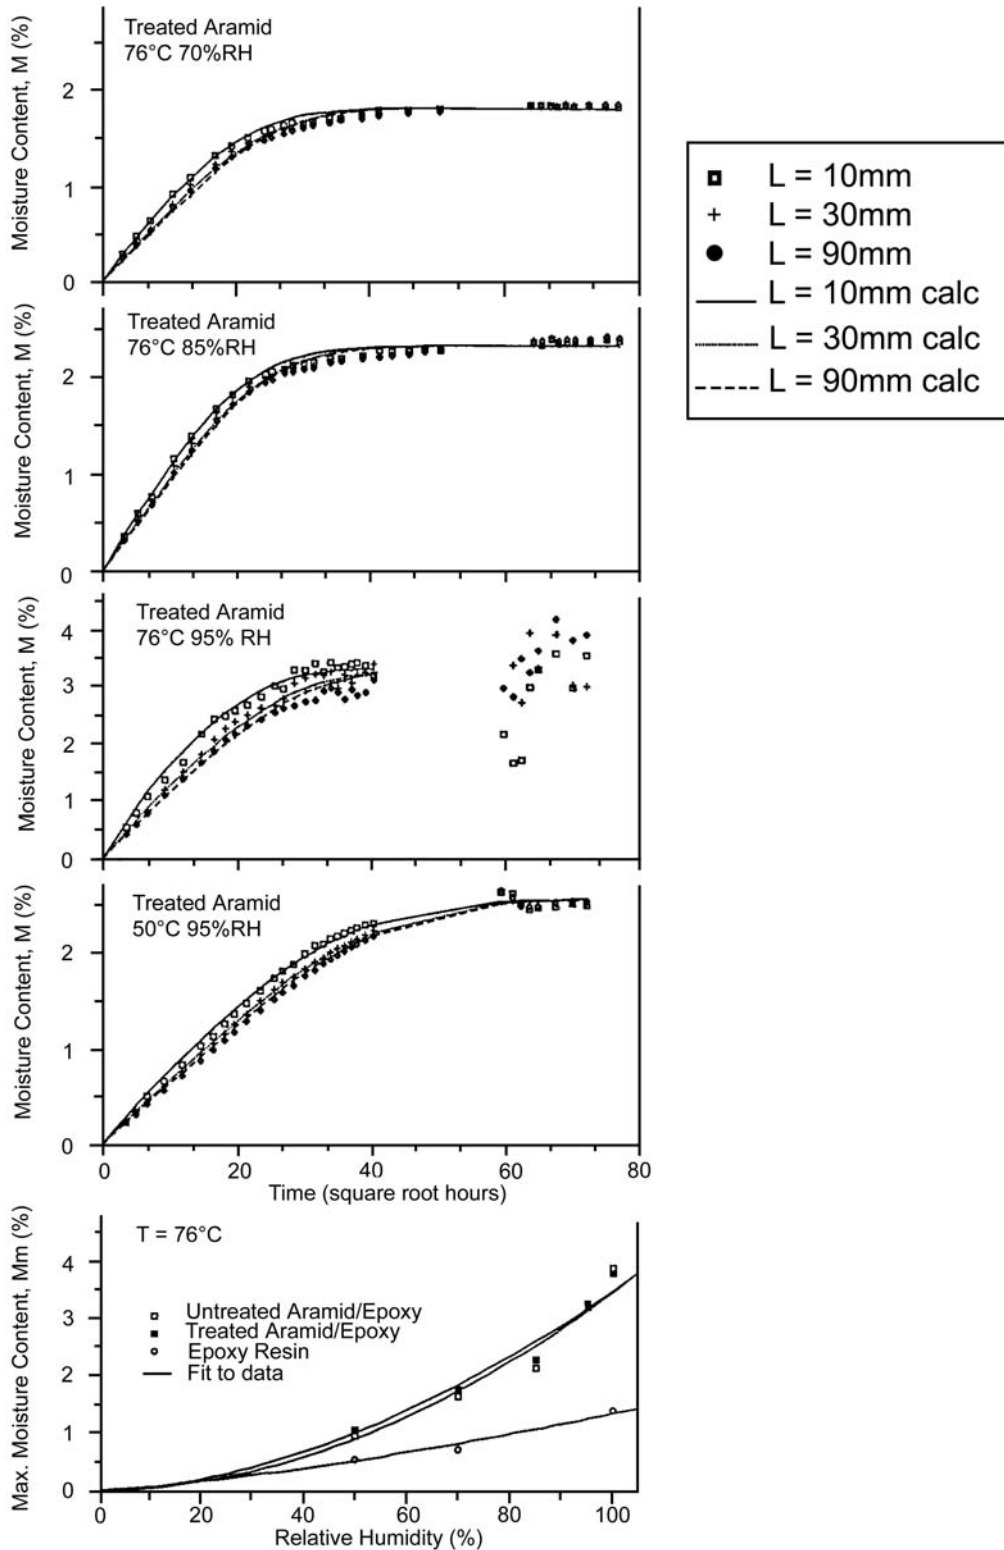 Treated Aramid
76°C 70%RH
Moisture Content, M (%)
2
1
0
L = 10mm
L = 30mm
L = 90mm
L = 10mm calc
L = 30mm calc
L = 90mm calc
Treated Aramid
76°C 85%RH
Moisture Content, M (%)
2
1
0
Treated Aramid
76°C 95% RH
Moisture Content, M (%)
4
3
2
1
0
Treated Aramid
50°C 95%RH
Moisture Content, M (%)
2
1
0
0 20 40 60 80
Time (square root hours)
T = 76°C
Max. Moisture Content, Mm (%)
4
3
2
1
0
Untreated Aramid/Epoxy
Treated Aramid/Epoxy
Epoxy Resin
Fit to data
0 20 40 60 80 100
Relative Humidity (%)